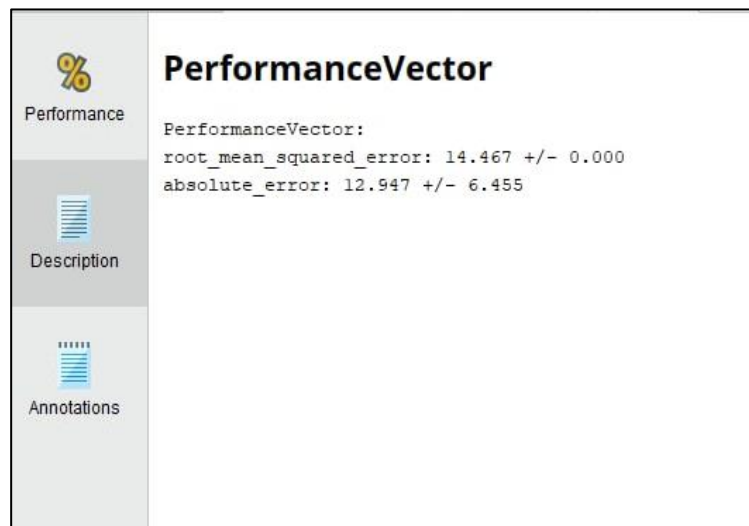 Performance
Description
Annotations
PerformanceVector
PerformanceVector:
root_mean_squared_error: 14.467 +/- 0.000
absolute_error: 12.947 +/- 6.455